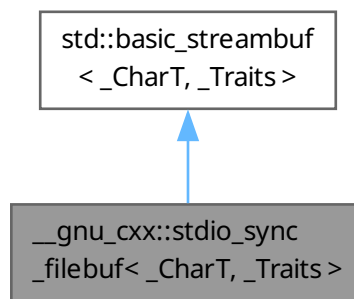 std::basic_streambuf
< _CharT, _Traits >
__gnu_cxx::stdio_sync
_filebuf< _CharT, _Traits >